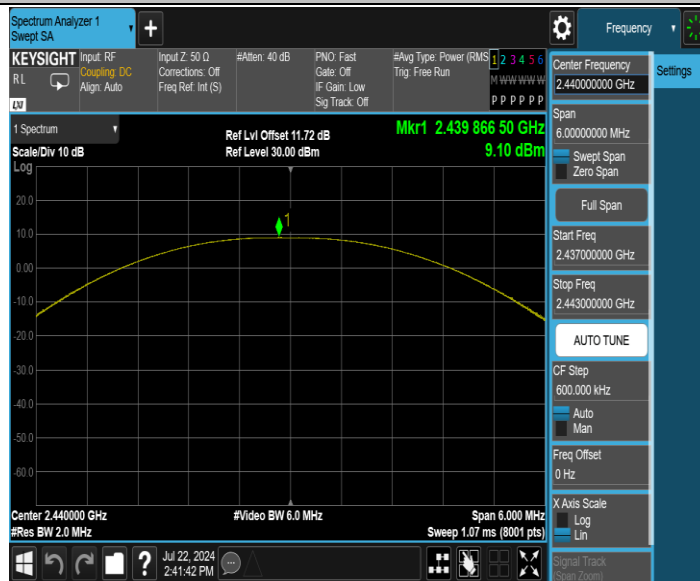 Spectrum Analyzer 1
Swept SA
+
Frequency
KEYSIGHT
RL
LXI
Input: RF
Coupling: DC
Align: Auto
Input Z: 50 Ω
Corrections: Off
Freq Ref: Int (S)
#Atten: 40 dB
PNO: Fast
Gate: Off
IF Gain: Low
Sig Track: Off
#Avg Type: Power (RMS
Trig: Free Run
1 2 3 4 5 6
M W W W W W
P P P P P P
Center Frequency
2.440000000 GHz
Settings
Span
6.00000000 MHz
Swept Span
Zero Span
Full Span
Start Freq
2.437000000 GHz
Stop Freq
2.443000000 GHz
AUTO TUNE
CF Step
600.000 kHz
Auto
Man
Freq Offset
0 Hz
X Axis Scale
Log
Lin
Signal Track
(Span Zoom)
1 Spectrum
Scale/Div 10 dB
Log
Ref Lvl Offset 11.72 dB
Ref Level 30.00 dBm
Mkr1 2.439 866 50 GHz
9.10 dBm
1
20.0
10.0
0.00
-10.0
-20.0
-30.0
-40.0
-50.0
-60.0
Center 2.440000 GHz
#Res BW 2.0 MHz
#Video BW 6.0 MHz
Span 6.000 MHz
Sweep 1.07 ms (8001 pts)
?
Jul 22, 2024
2:41:42 PM